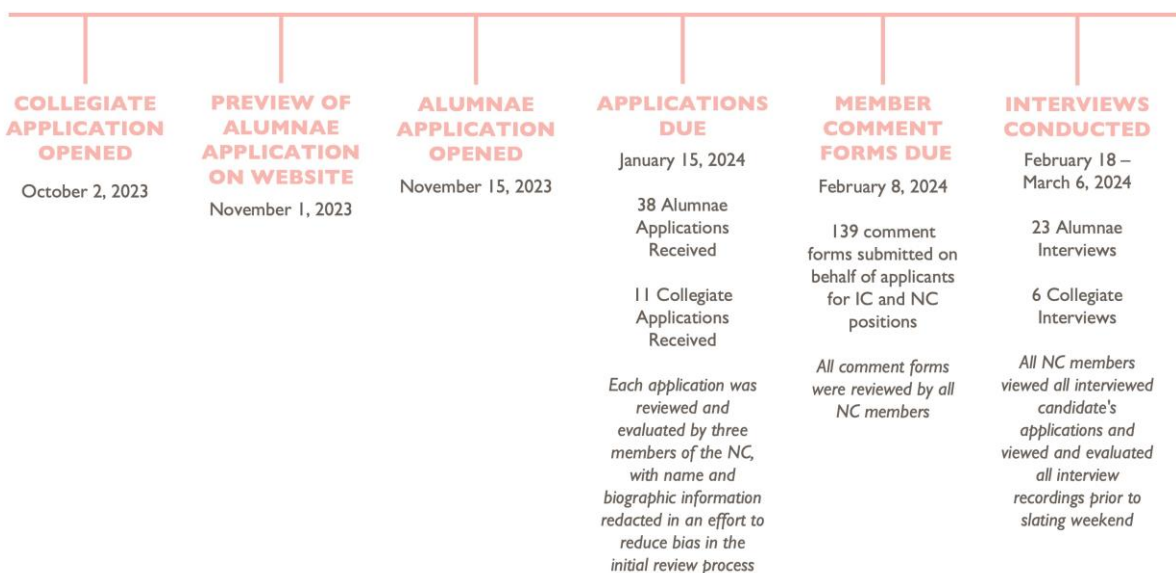 COLLEGIATE
APPLICATION
OPENED
October 2, 2023
PREVIEW OF
ALUMNAE
APPLICATION
ON WEBSITE
November 1, 2023
ALUMNAE
APPLICATION
OPENED
November 15, 2023
APPLICATIONS
DUE
January 15, 2024
38 Alumnae
Applications
Received
11 Collegiate
Applications
Received
Each application was
reviewed and
evaluated by three
members of the NC,
with name and
biographic information
redacted in an effort to
reduce bias in the
initial review process
MEMBER
COMMENT
FORMS DUE
February 8, 2024
139 comment
forms submitted on
behalf of applicants
for IC and NC
positions
All comment forms
were reviewed by all
NC members
INTERVIEWS
CONDUCTED
February 18 –
March 6, 2024
23 Alumnae
Interviews
6 Collegiate
Interviews
All NC members
viewed all interviewed
candidate's
applications and
viewed and evaluated
all interview
recordings prior to
slating weekend